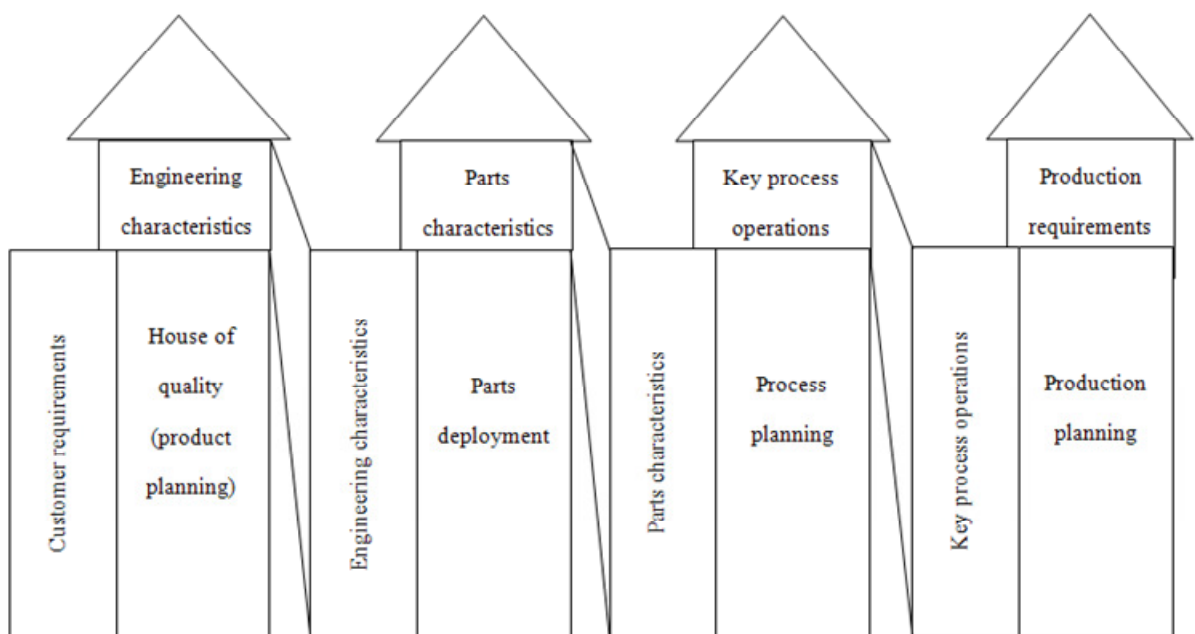 Engineering
characteristics
Parts
characteristics
Key process
operations
Production
requirements
Customer requirements
House of
quality
(product
planning)
Engineering characteristics
Parts
deployment
Parts characteristics
Process
planning
Key process operations
Production
planning